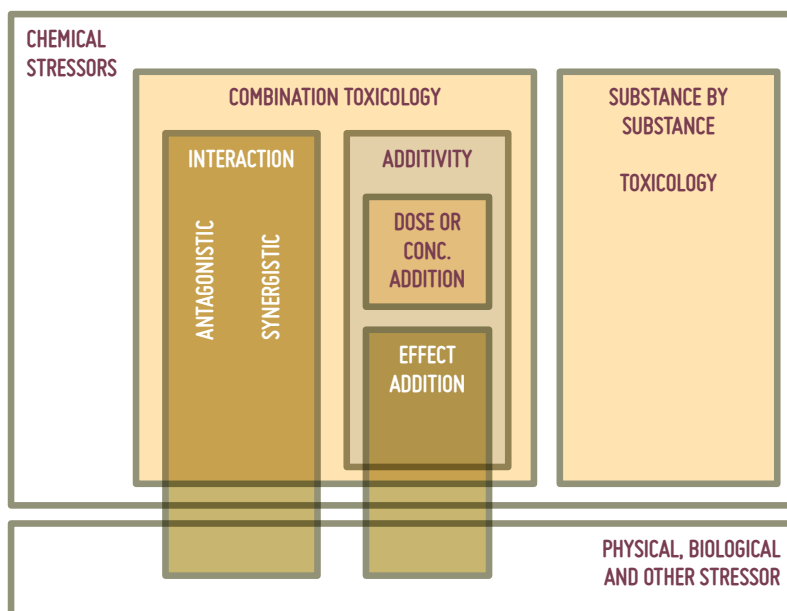 CHEMICAL
STRESSORS
COMBINATION TOXICOLOGY
INTERACTION
ANTAGONISTIC
SYNERGISTIC
ADDITIVITY
DOSE OR
CONC.
ADDITION
EFFECT
ADDITION
SUBSTANCE BY
SUBSTANCE
TOXICOLOGY
PHYSICAL, BIOLOGICAL
AND OTHER STRESSOR